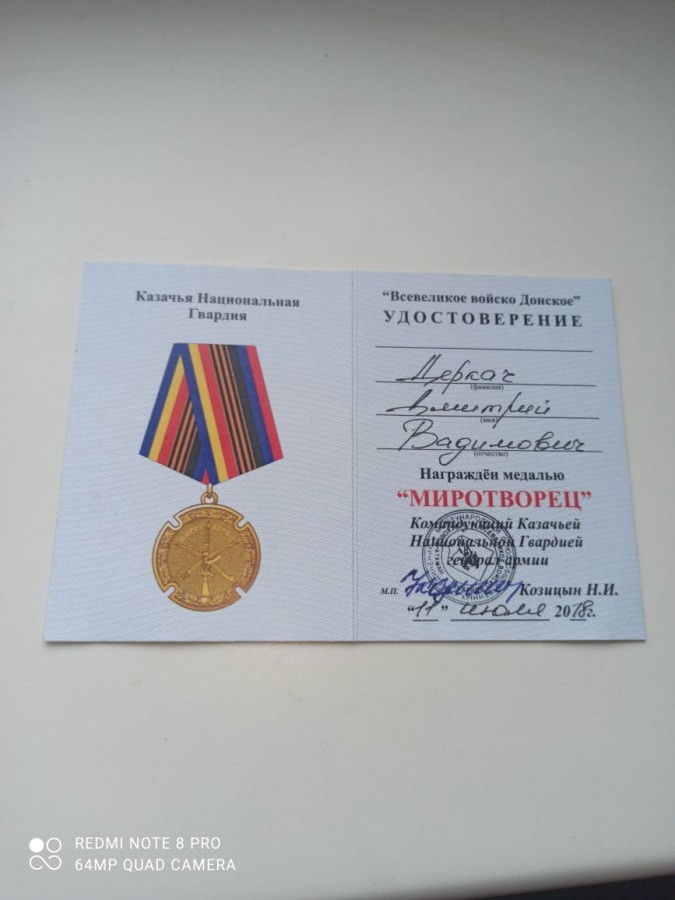 Казачья Национальная
Гвардия
“Всевеликое войско Донское”
УДОСТОВЕРЕНИЕ
Деркач
(фамилия)
Дмитрий
(имя)
Вадимович
(отчество)
Награждён медалью
“МИРОТВОРЕЦ”
Командующий Казачьей
Национальной Гвардией
генерал армии
м.п. Козицын Н.И.
“11” июля 2018г.
REDMI NOTE 8 PRO
64MP QUAD CAMERA